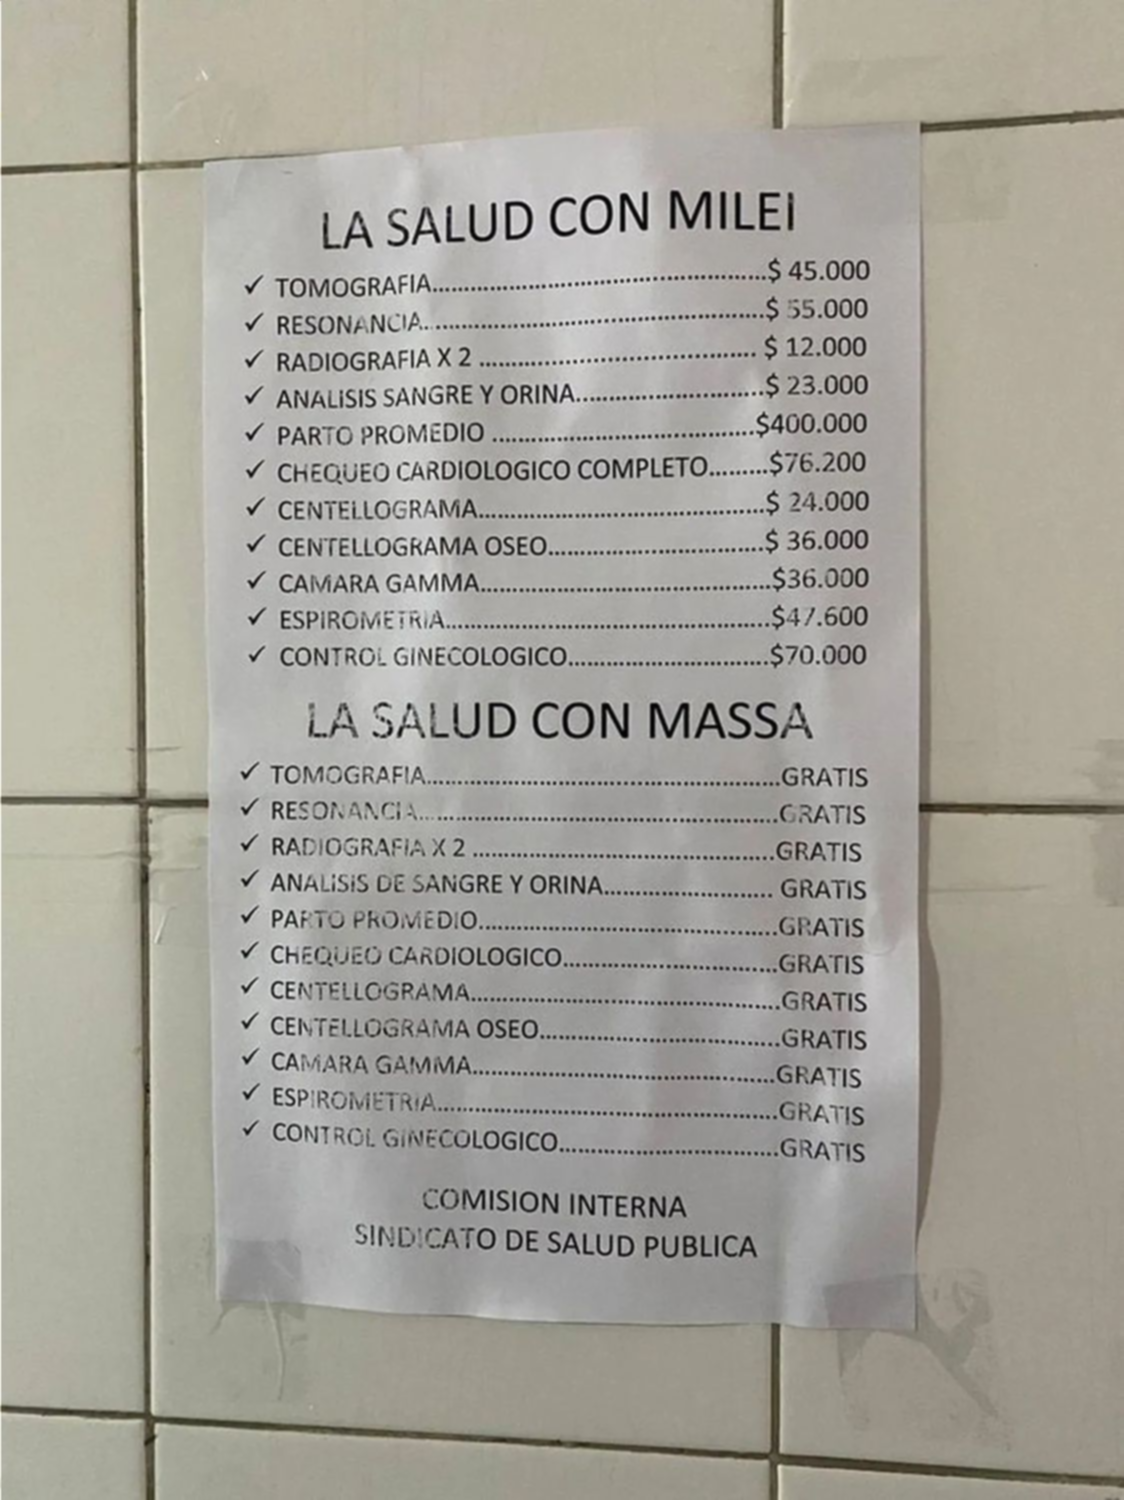 LA SALUD CON MILEI
✓ TOMOGRAFIA....................................................$ 45.000
✓ RESONANCIA....................................................$ 55.000
✓ RADIOGRAFIA X 2 ........................................... $ 12.000
✓ ANALISIS SANGRE Y ORINA.............................$ 23.000
✓ PARTO PROMEDIO .........................................$400.000
✓ CHEQUEO CARDIOLOGICO COMPLETO.........$76.200
✓ CENTELLOGRAMA............................................$ 24.000
✓ CENTELLOGRAMA OSEO..................................$ 36.000
✓ CAMARA GAMMA.............................................$36.000
✓ ESPIROMETRIA...................................................$47.600
✓ CONTROL GINECOLOGICO...............................$70.000
LA SALUD CON MASSA
✓ TOMOGRAFIA......................................................GRATIS
✓ RESONANCIA......................................................GRATIS
✓ RADIOGRAFIA X 2 ..............................................GRATIS
✓ ANALISIS DE SANGRE Y ORINA......................... GRATIS
✓ PARTO PROMEDIO..............................................GRATIS
✓ CHEQUEO CARDIOLOGICO.................................GRATIS
✓ CENTELLOGRAMA...............................................GRATIS
✓ CENTELLOGRAMA OSEO.....................................GRATIS
✓ CAMARA GAMMA...............................................GRATIS
✓ ESPIROMETRIA.....................................................GRATIS
✓ CONTROL GINECOLOGICO..................................GRATIS
COMISION INTERNA
SINDICATO DE SALUD PUBLICA